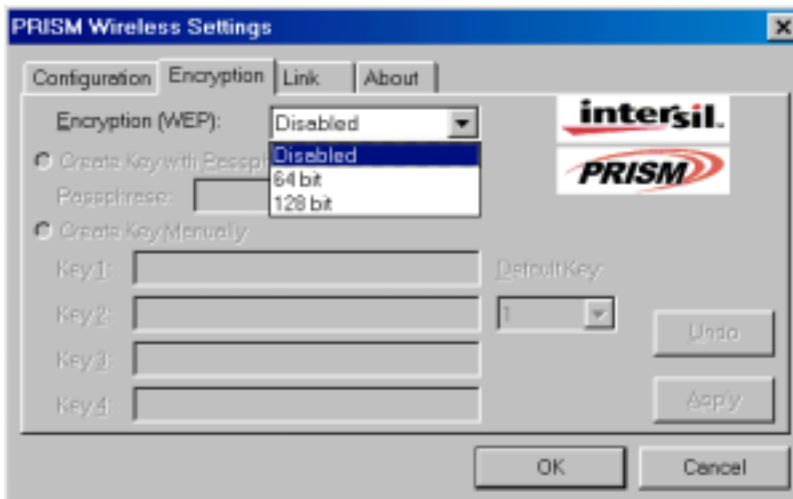 PRISM Wireless Settings
Configuration Encryption Link About
Encryption (WEP): Disabled
Disabled
64 bit
128 bit
Create Key with Passph
Passphrase:
Create Key Manually
Key 1:
Key 2:
Key 3:
Key 4:
Default Key:
1
intersil.
PRISM
Undo
Apply
OK Cancel